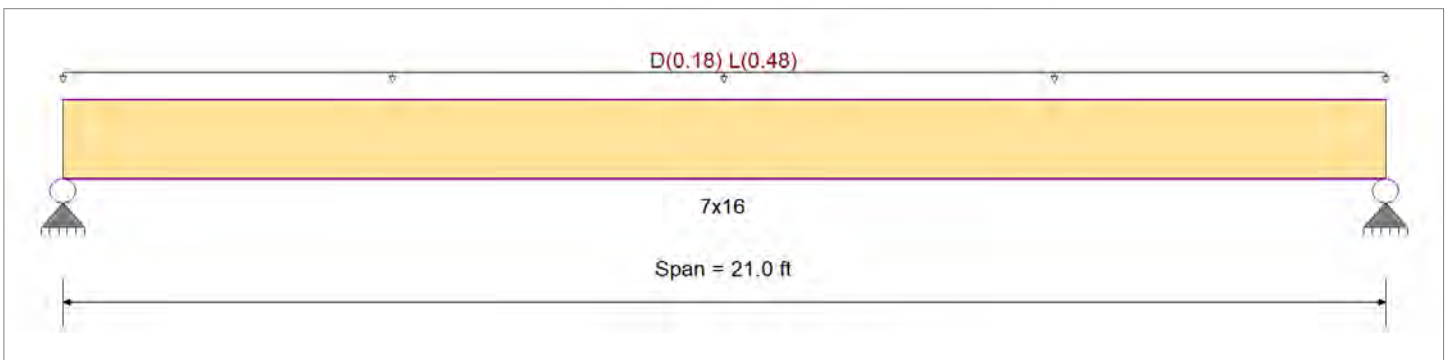 D(0.18) L(0.48)
7x16
Span = 21.0 ft